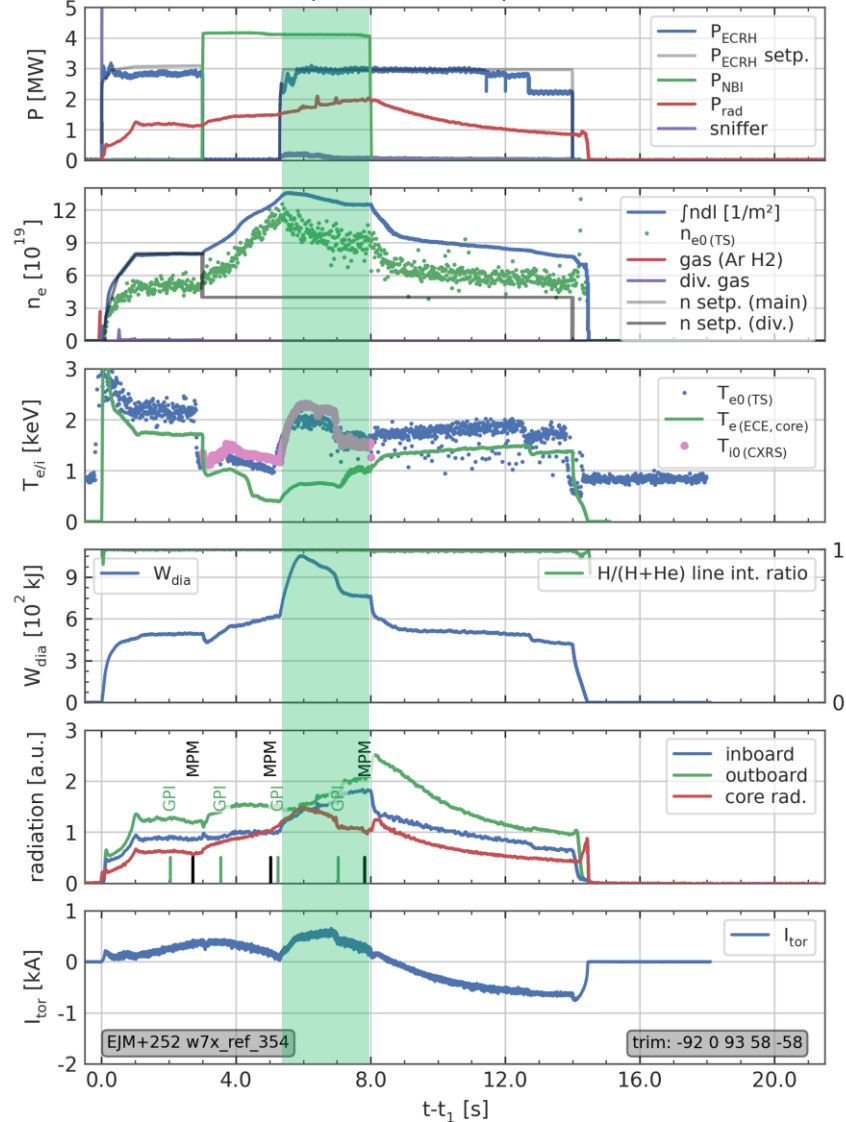 P [MW]
5
4
3
2
1
0
P_ECRH
P_ECRH setp.
P_NBI
P_rad
sniffer
n_e [10^19]
12
9
6
3
0
∫ndl [1/m²]
n_e0 (TS)
gas (Ar H2)
div. gas
n setp. (main)
n setp. (div.)
T_e/i [keV]
3
2
1
0
T_e0 (TS)
T_e (ECE, core)
T_i0 (CXRS)
W_dia [10^2 kJ]
9
6
3
0
W_dia
H/(H+He) line int. ratio
1
0
radiation [a.u.]
3
2
1
0
GPI
MPM
GPI
MPM
GPI
GPI
MPM
inboard
outboard
core rad.
I_tor [kA]
1
0
-1
-2
I_tor
EJM+252 w7x_ref_354
trim: -92 0 93 58 -58
0.0 4.0 8.0 12.0 16.0 20.0
t-t_1 [s]